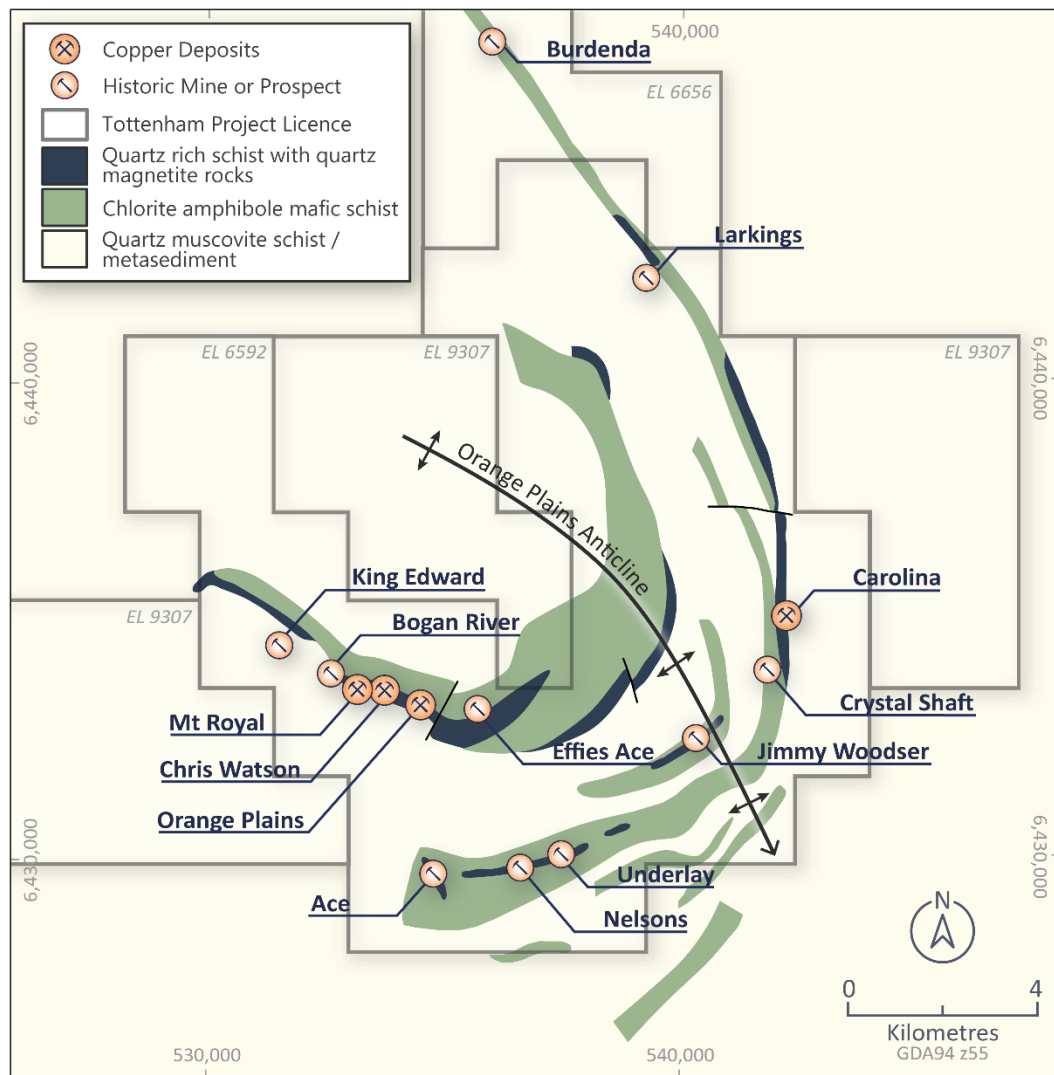 Copper Deposits
Historic Mine or Prospect
Tottenham Project Licence
Quartz rich schist with quartz
magnetite rocks
Chlorite amphibole mafic schist
Quartz muscovite schist /
metasediment
540,000
Burdenda
EL 6656
Larkings
EL 6592
EL 9307
EL 9307
6,440,000
6,440,000
Orange Plains Anticline
King Edward
Carolina
EL 9307
Bogan River
Mt Royal
Crystal Shaft
Effies Ace
Jimmy Woodser
Chris Watson
Orange Plains
6,430,000
6,430,000
Underlay
Ace
Nelsons
N
0
4
Kilometres
GDA94 z55
530,000
540,000